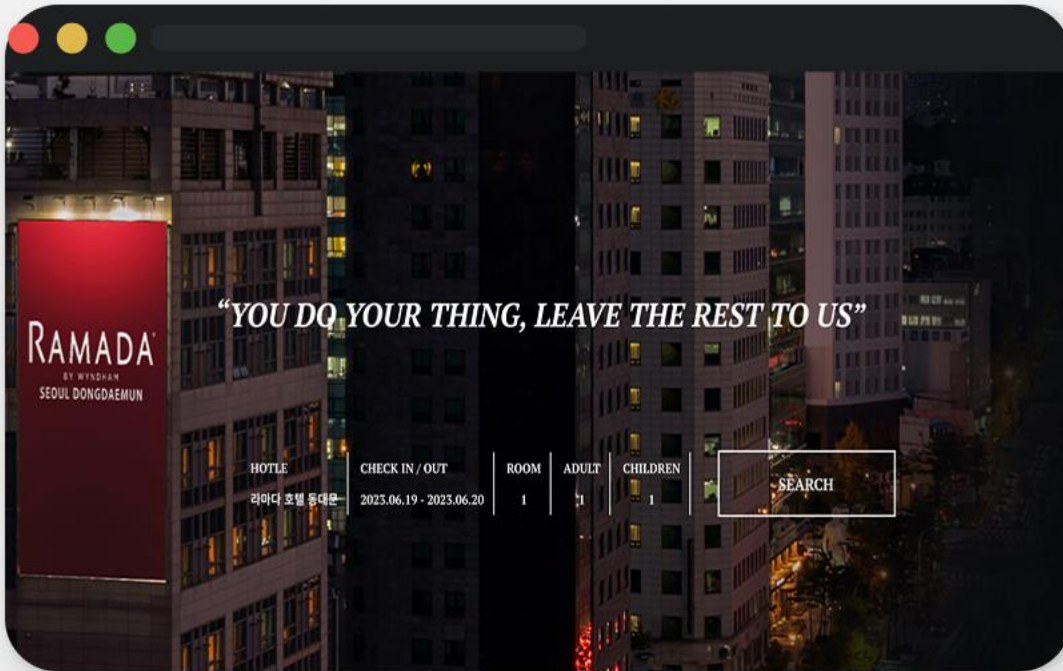 “YOU DO YOUR THING, LEAVE THE REST TO US”
RAMADA
BY WYNDHAM
SEOUL DONGDAEMUN
HOTLE
CHECK IN / OUT
ROOM
ADULT
CHILDREN
SEARCH
라마다 호텔 동대문
2023.06.19 - 2023.06.20
1
1
1